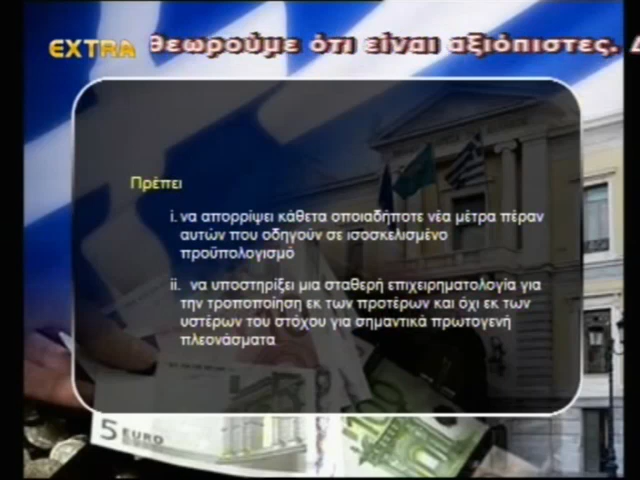 EXTRA θεωρούμε ότι είναι αξιόπιστες. Δ
Πρέπει
i. να απορρίψει κάθετα οποιαδήποτε νέα μέτρα πέραν
αυτών που οδηγούν σε ισοσκελισμένο
προϋπολογισμό
ii. να υποστηρίξει μια σταθερή επιχειρηματολογία για
την τροποποίηση εκ των προτέρων και όχι εκ των
υστέρων του στόχου για σημαντικά πρωτογενή
πλεονάσματα
5 EURO